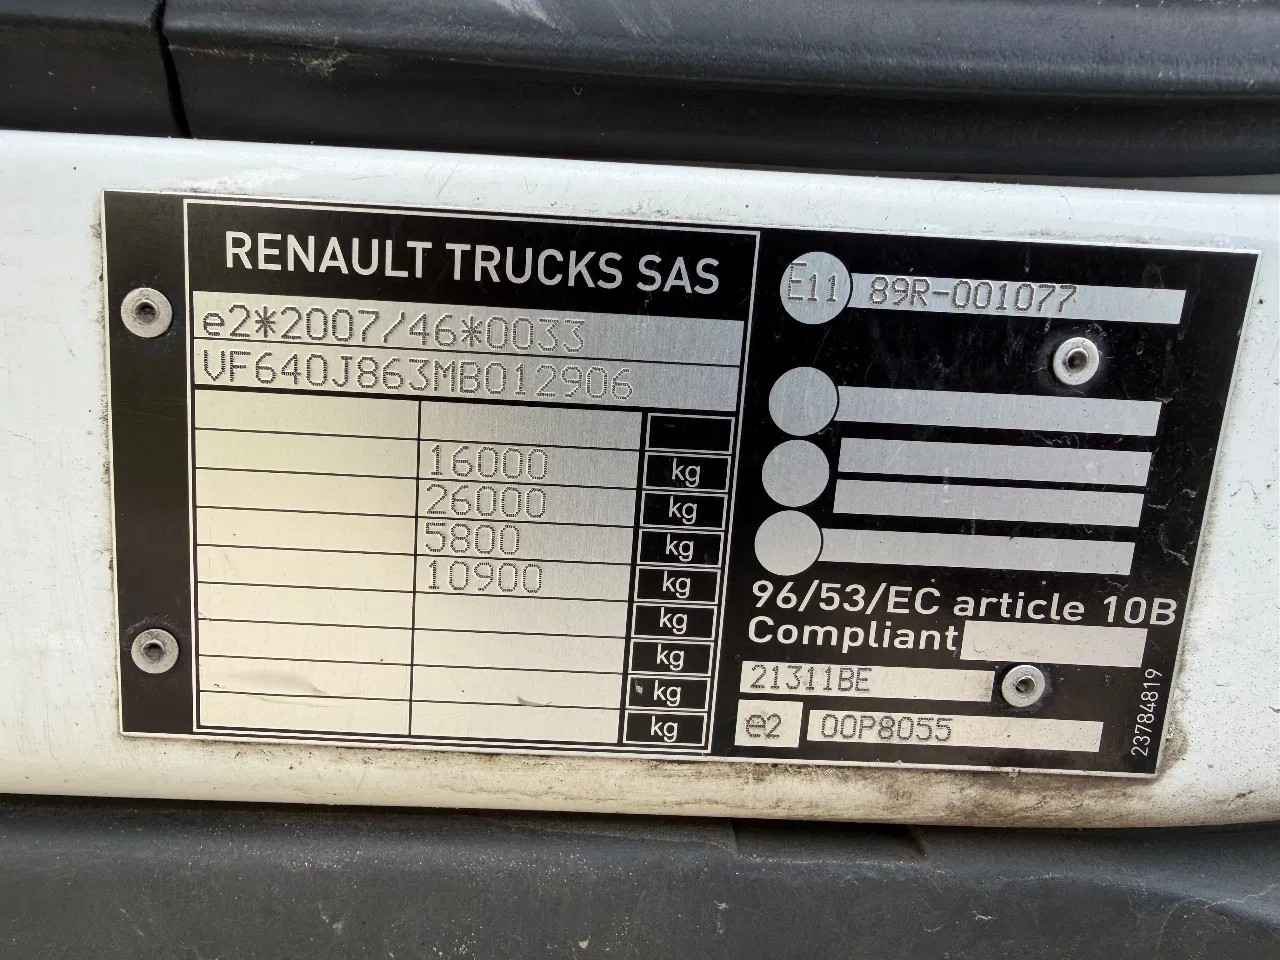 RENAULT TRUCKS SAS
e2*2007/46*0033
VF640J863MB012906
16000 kg
26000 kg
5800 kg
10900 kg
kg
kg
kg
kg
E11 89R-001077
96/53/EC article 10B
Compliant
21311BE
e2 00P8055
23784819